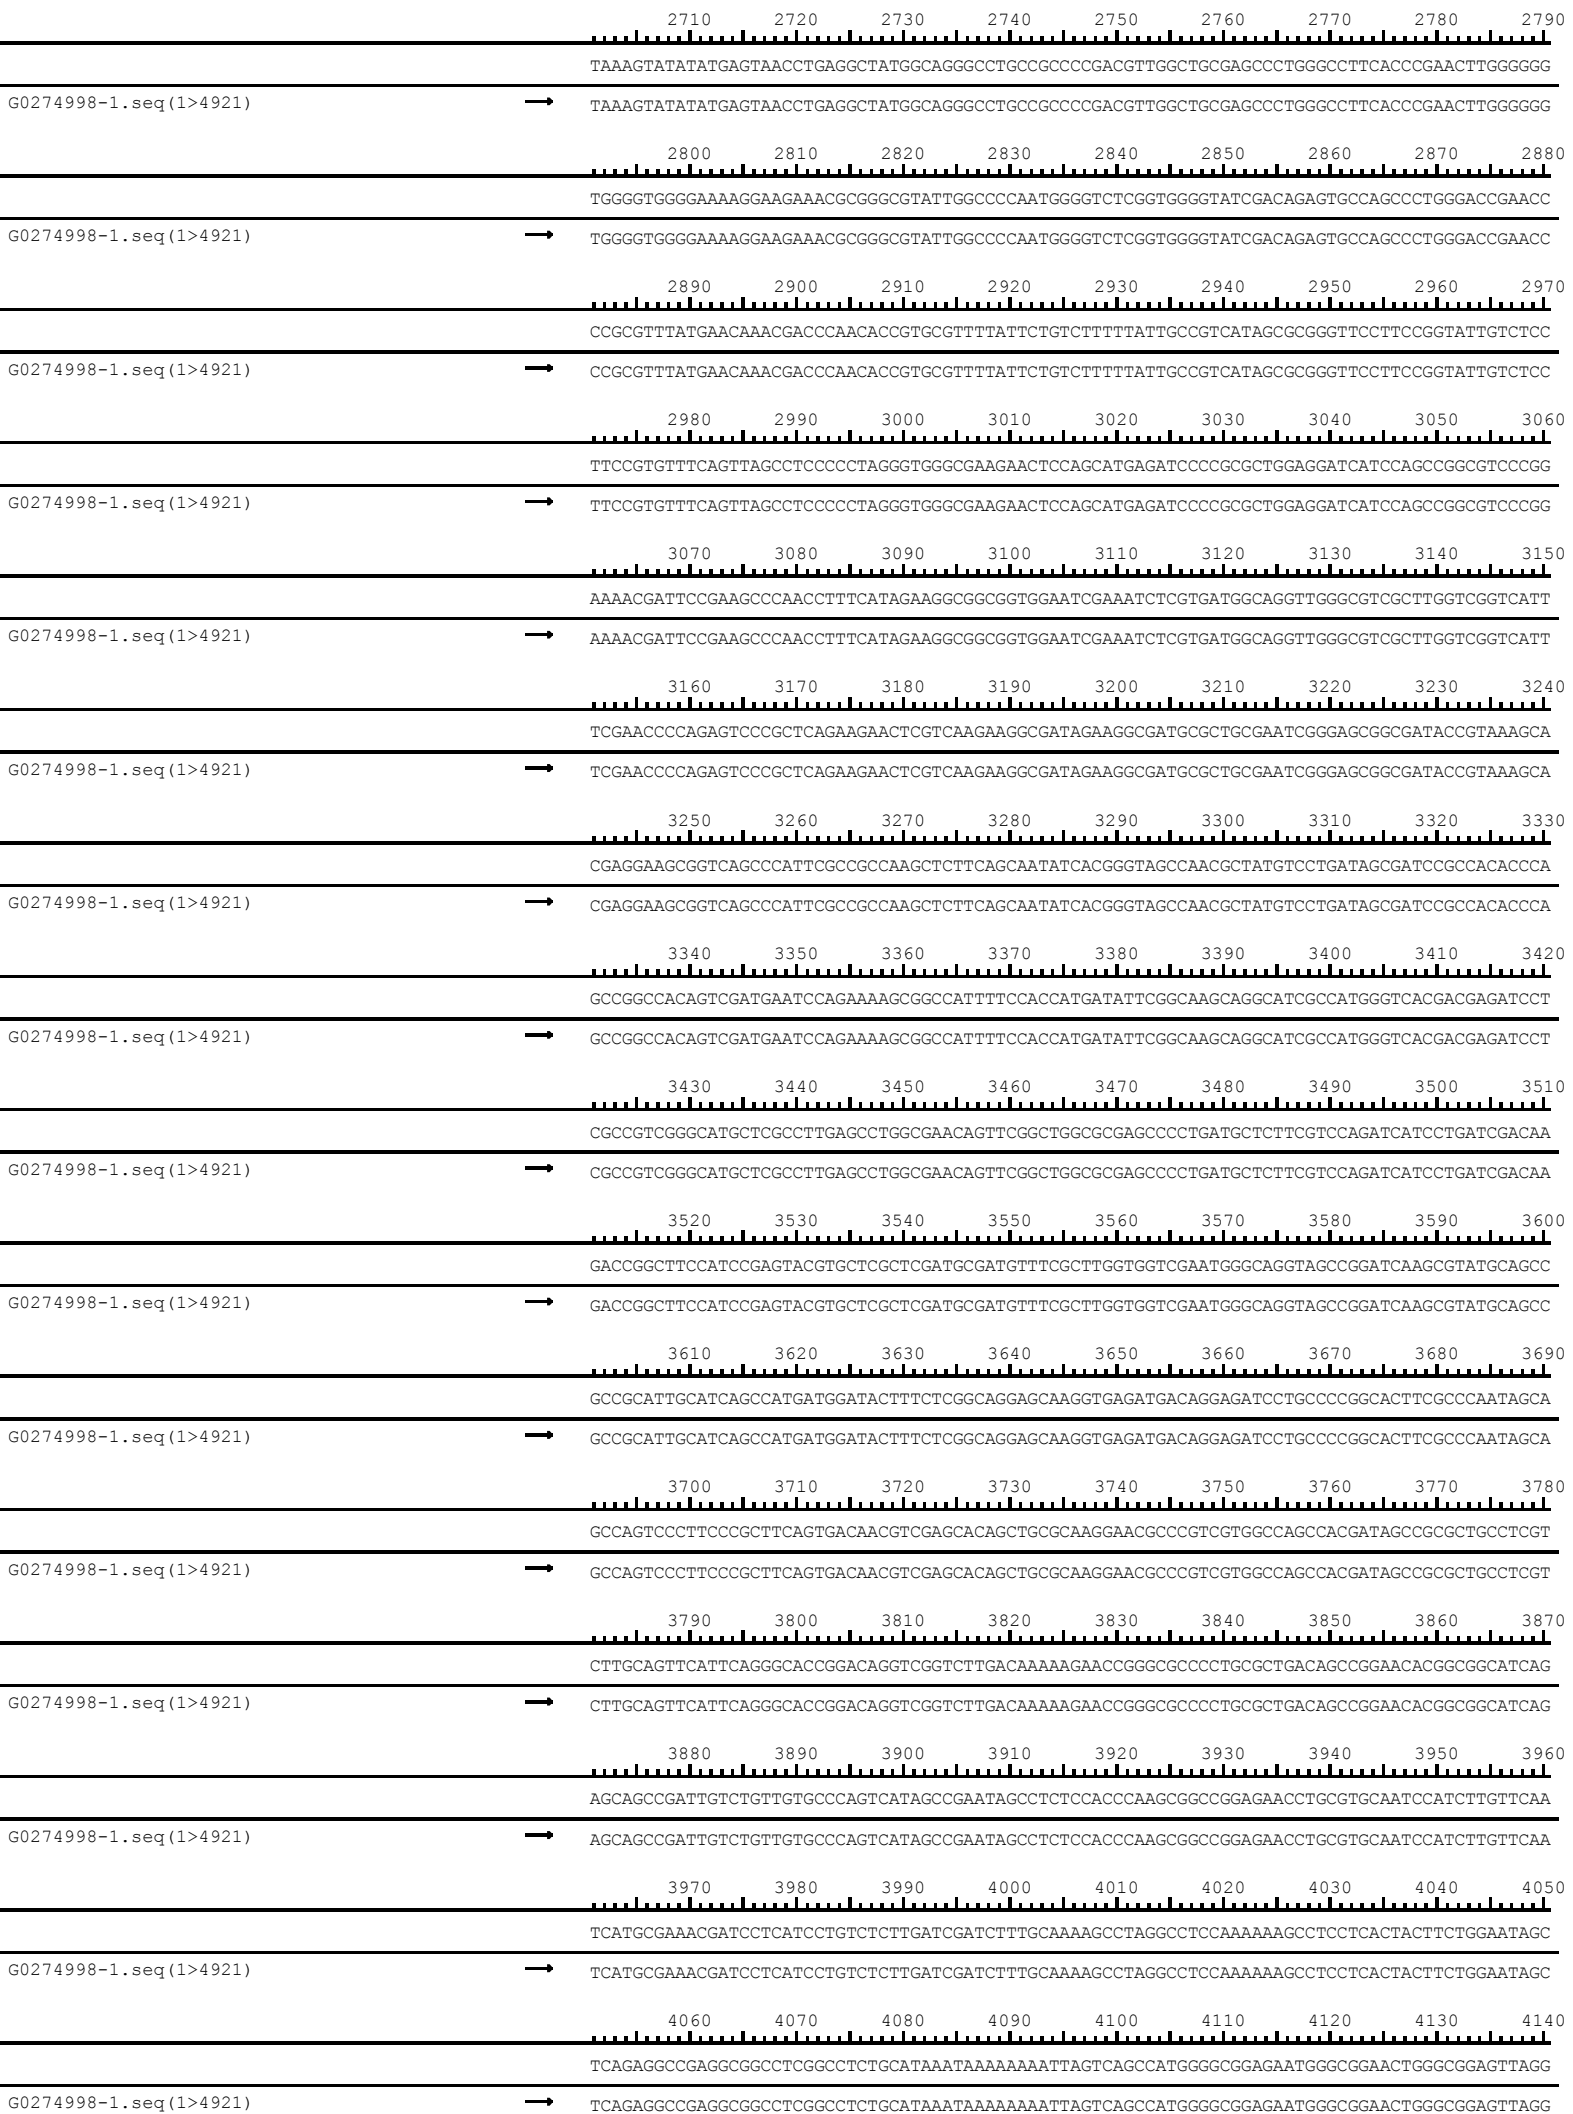 2710 2720 2730 2740 2750 2760 2770 2780 2790
TAAAGTATATATGAGTAACCTGAGGCTATGGCAGGGCCTGCCGCCCCGACGTTGGCTGCGAGCCCTGGGCCTTCACCCGAACTTGGGGGG
G0274998-1.seq(1>4921) → TAAAGTATATATGAGTAACCTGAGGCTATGGCAGGGCCTGCCGCCCCGACGTTGGCTGCGAGCCCTGGGCCTTCACCCGAACTTGGGGGG
2800 2810 2820 2830 2840 2850 2860 2870 2880
TGGGGTGGGGAAAAGGAAGAAACGCGGGCGTATTGGCCCCAATGGGGTCTCGGTGGGGTATCGACAGAGTGCCAGCCCTGGGACCGAACC
G0274998-1.seq(1>4921) → TGGGGTGGGGAAAAGGAAGAAACGCGGGCGTATTGGCCCCAATGGGGTCTCGGTGGGGTATCGACAGAGTGCCAGCCCTGGGACCGAACC
2890 2900 2910 2920 2930 2940 2950 2960 2970
CCGCGTTTATGAACAAACGACCCAACACCGTGCGTTTTATTCTGTCTTTTTATTGCCGTCATAGCGCGGGTTCCTTCCGGTATTGTCTCC
G0274998-1.seq(1>4921) → CCGCGTTTATGAACAAACGACCCAACACCGTGCGTTTTATTCTGTCTTTTTATTGCCGTCATAGCGCGGGTTCCTTCCGGTATTGTCTCC
2980 2990 3000 3010 3020 3030 3040 3050 3060
TTCCGTGTTTCAGTTAGCCTCCCCCTAGGGTGGGCGAAGAACTCCAGCATGAGATCCCCGCGCTGGAGGATCATCCAGCCGGCGTCCCGG
G0274998-1.seq(1>4921) → TTCCGTGTTTCAGTTAGCCTCCCCCTAGGGTGGGCGAAGAACTCCAGCATGAGATCCCCGCGCTGGAGGATCATCCAGCCGGCGTCCCGG
3070 3080 3090 3100 3110 3120 3130 3140 3150
AAAACGATTCCGAAGCCCAACCTTTCATAGAAGGCGGCGGTGGAATCGAAATCTCGTGATGGCAGGTTGGGCGTCGCTTGGTCGGTCATT
G0274998-1.seq(1>4921) → AAAACGATTCCGAAGCCCAACCTTTCATAGAAGGCGGCGGTGGAATCGAAATCTCGTGATGGCAGGTTGGGCGTCGCTTGGTCGGTCATT
3160 3170 3180 3190 3200 3210 3220 3230 3240
TCGAACCCCAGAGTCCCGCTCAGAAGAACTCGTCAAGAAGGCGATAGAAGGCGATGCGCTGCGAATCGGGAGCGGCGATACCGTAAAGCA
G0274998-1.seq(1>4921) → TCGAACCCCAGAGTCCCGCTCAGAAGAACTCGTCAAGAAGGCGATAGAAGGCGATGCGCTGCGAATCGGGAGCGGCGATACCGTAAAGCA
3250 3260 3270 3280 3290 3300 3310 3320 3330
CGAGGAAGCGGTCAGCCCATTCGCCGCCAAGCTCTTCAGCAATATCACGGGTAGCCAACGCTATGTCCTGATAGCGATCCGCCACACCCA
G0274998-1.seq(1>4921) → CGAGGAAGCGGTCAGCCCATTCGCCGCCAAGCTCTTCAGCAATATCACGGGTAGCCAACGCTATGTCCTGATAGCGATCCGCCACACCCA
3340 3350 3360 3370 3380 3390 3400 3410 3420
GCCGGCCACAGTCGATGAATCCAGAAAAGCGGCCATTTTCCACCATGATATTCGGCAAGCAGGCATCGCCATGGGTCACGACGAGATCCT
G0274998-1.seq(1>4921) → GCCGGCCACAGTCGATGAATCCAGAAAAGCGGCCATTTTCCACCATGATATTCGGCAAGCAGGCATCGCCATGGGTCACGACGAGATCCT
3430 3440 3450 3460 3470 3480 3490 3500 3510
CGCCGTCGGGCATGCTCGCCTTGAGCCTGGCGAACAGTTCGGCTGGCGCGAGCCCCTGATGCTCTTCGTCCAGATCATCCTGATCGACAA
G0274998-1.seq(1>4921) → CGCCGTCGGGCATGCTCGCCTTGAGCCTGGCGAACAGTTCGGCTGGCGCGAGCCCCTGATGCTCTTCGTCCAGATCATCCTGATCGACAA
3520 3530 3540 3550 3560 3570 3580 3590 3600
GACCGGCTTCCATCCGAGTACGTGCTCGCTCGATGCGATGTTTCGCTTGGTGGTCGAATGGGCAGGTAGCCGGATCAAGCGTATGCAGCC
G0274998-1.seq(1>4921) → GACCGGCTTCCATCCGAGTACGTGCTCGCTCGATGCGATGTTTCGCTTGGTGGTCGAATGGGCAGGTAGCCGGATCAAGCGTATGCAGCC
3610 3620 3630 3640 3650 3660 3670 3680 3690
GCCGCATTGCATCAGCCATGATGGATACTTTCTCGGCAGGAGCAAGGTGAGATGACAGGAGATCCTGCCCCGGCACTTCGCCCAATAGCA
G0274998-1.seq(1>4921) → GCCGCATTGCATCAGCCATGATGGATACTTTCTCGGCAGGAGCAAGGTGAGATGACAGGAGATCCTGCCCCGGCACTTCGCCCAATAGCA
3700 3710 3720 3730 3740 3750 3760 3770 3780
GCCAGTCCCTTCCCGCTTCAGTGACAACGTCGAGCACAGCTGCGCAAGGAACGCCCGTCGTGGCCAGCCACGATAGCCGCGCTGCCTCGT
G0274998-1.seq(1>4921) → GCCAGTCCCTTCCCGCTTCAGTGACAACGTCGAGCACAGCTGCGCAAGGAACGCCCGTCGTGGCCAGCCACGATAGCCGCGCTGCCTCGT
3790 3800 3810 3820 3830 3840 3850 3860 3870
CTTGCAGTTCATTCAGGGCACCGGACAGGTCGGTCTTGACAAAAAGAACCGGGCGCCCCTGCGCTGACAGCCGGAACACGGCGGCATCAG
G0274998-1.seq(1>4921) → CTTGCAGTTCATTCAGGGCACCGGACAGGTCGGTCTTGACAAAAAGAACCGGGCGCCCCTGCGCTGACAGCCGGAACACGGCGGCATCAG
3880 3890 3900 3910 3920 3930 3940 3950 3960
AGCAGCCGATTGTCTGTTGTGCCCAGTCATAGCCGAATAGCCTCTCCACCCAAGCGGCCGGAGAACCTGCGTGCAATCCATCTTGTTCAA
G0274998-1.seq(1>4921) → AGCAGCCGATTGTCTGTTGTGCCCAGTCATAGCCGAATAGCCTCTCCACCCAAGCGGCCGGAGAACCTGCGTGCAATCCATCTTGTTCAA
3970 3980 3990 4000 4010 4020 4030 4040 4050
TCATGCGAAACGATCCTCATCCTGTCTCTTGATCGATCTTTGCAAAAGCCTAGGCCTCCAAAAAAGCCTCCTCACTACTTCTGGAATAGC
G0274998-1.seq(1>4921) → TCATGCGAAACGATCCTCATCCTGTCTCTTGATCGATCTTTGCAAAAGCCTAGGCCTCCAAAAAAGCCTCCTCACTACTTCTGGAATAGC
4060 4070 4080 4090 4100 4110 4120 4130 4140
TCAGAGGCCGAGGCGGCCTCGGCCTCTGCATAAATAAAAAAAATTAGTCAGCCATGGGGCGGAGAATGGGCGGAACTGGGCGGAGTTAGG
G0274998-1.seq(1>4921) → TCAGAGGCCGAGGCGGCCTCGGCCTCTGCATAAATAAAAAAAATTAGTCAGCCATGGGGCGGAGAATGGGCGGAACTGGGCGGAGTTAGG